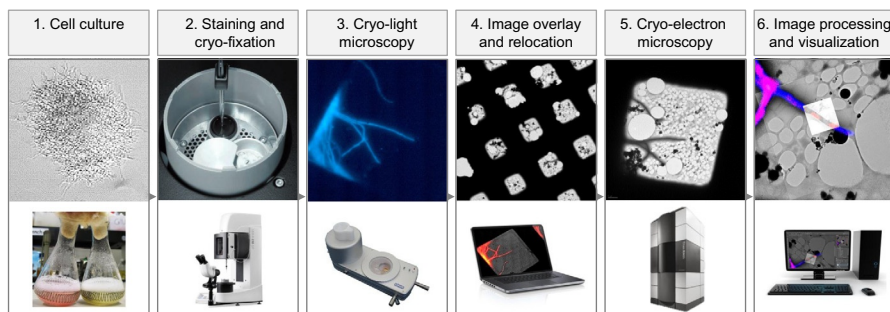 1. Cell culture
2. Staining and
cryo-fixation
3. Cryo-light
microscopy
4. Image overlay
and relocation
5. Cryo-electron
microscopy
6. Image processing
and visualization